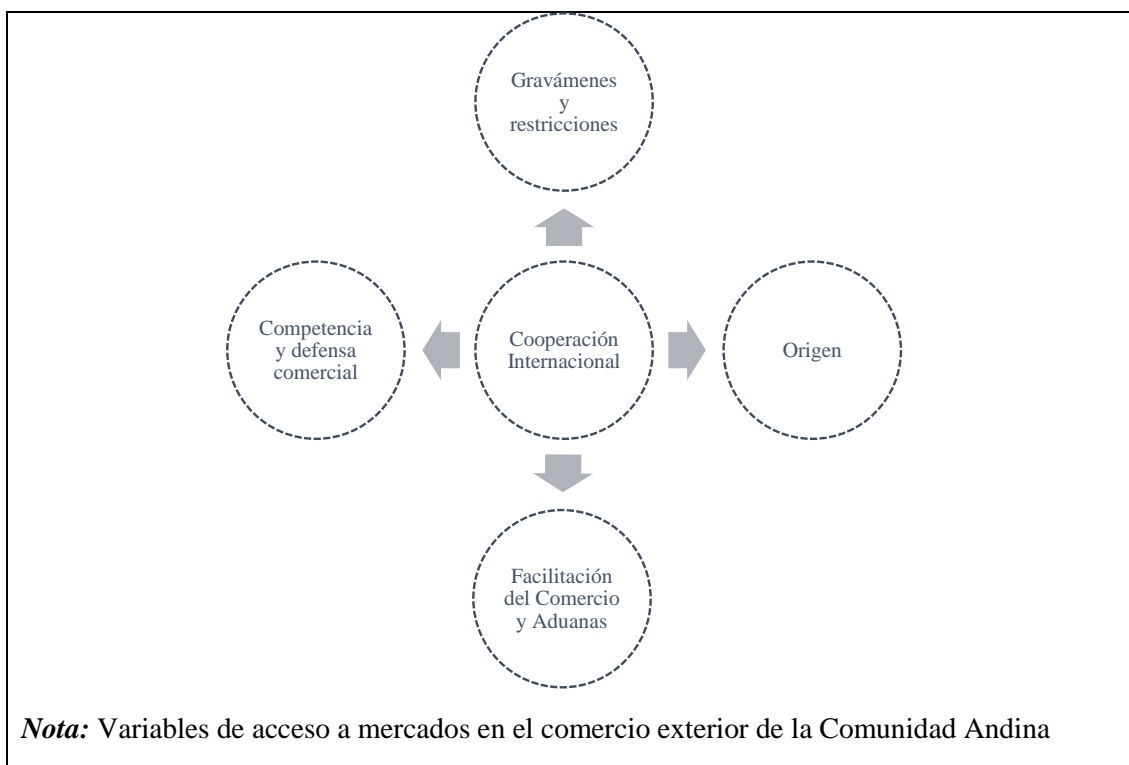 Gravámenes
y
restricciones
Competencia
y defensa
comercial
Cooperación
Internacional
Origen
Facilitación
del Comercio
y Aduanas
Nota: Variables de acceso a mercados en el comercio exterior de la Comunidad Andina